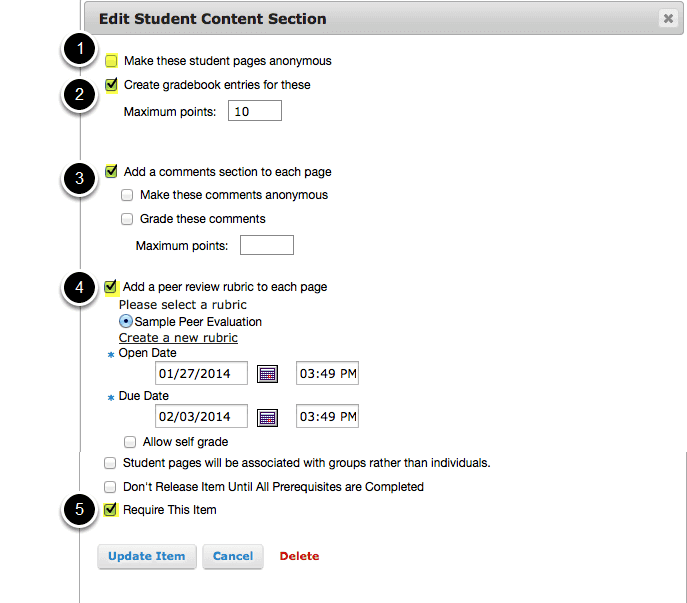 Edit Student Content Section
1
Make these student pages anonymous
2
Create gradebook entries for these
Maximum points: 10
3
Add a comments section to each page
Make these comments anonymous
Grade these comments
Maximum points:
4
Add a peer review rubric to each page
Please select a rubric
Sample Peer Evaluation
Create a new rubric
* Open Date
01/27/2014 03:49 PM
* Due Date
02/03/2014 03:49 PM
Allow self grade
Student pages will be associated with groups rather than individuals.
Don't Release Item Until All Prerequisites are Completed
5
Require This Item
Update Item Cancel Delete